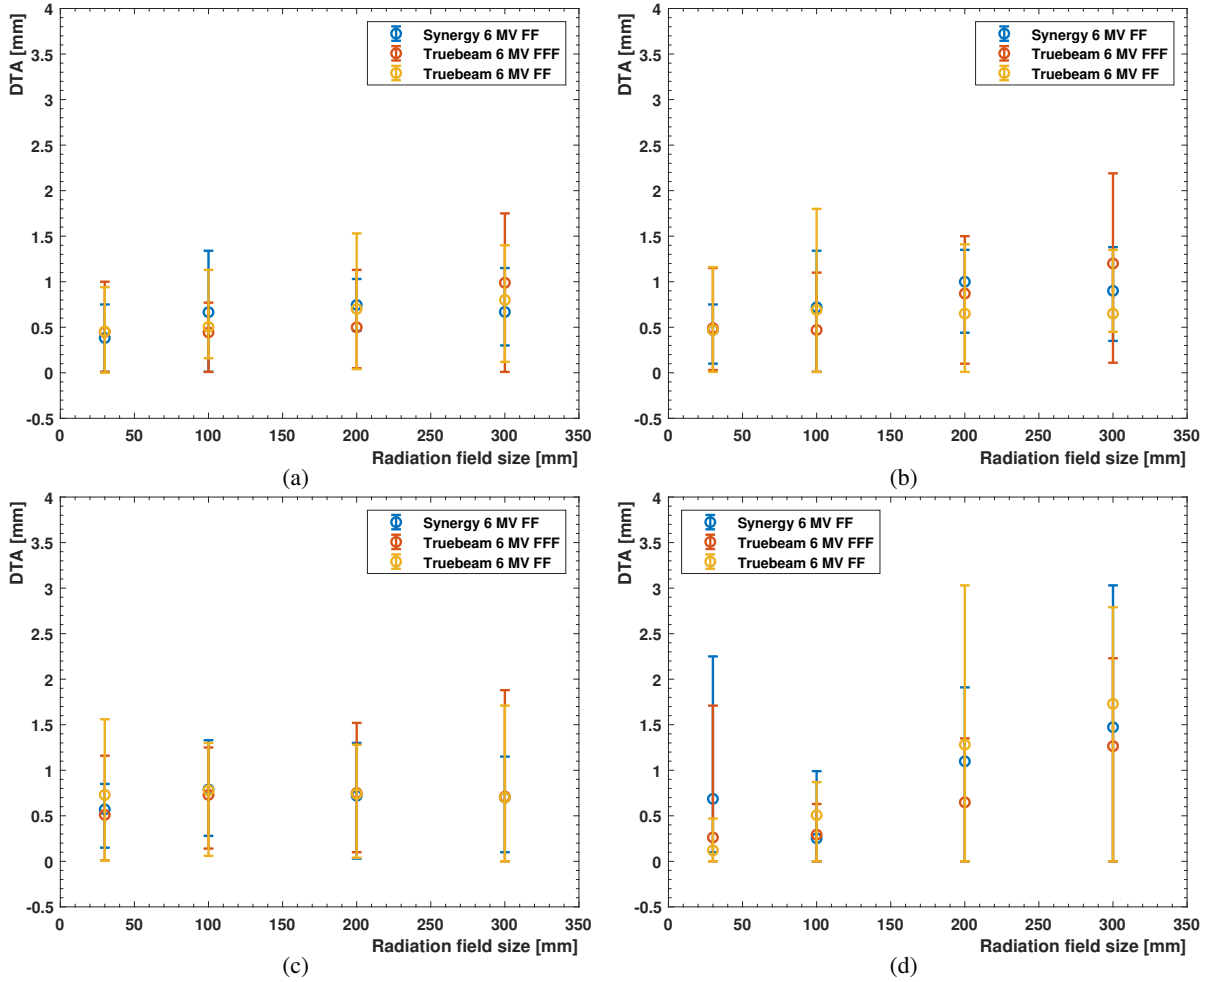 4
3.5
3
2.5
2
1.5
1
0.5
0
-0.5
DTA [mm]
Synergy 6 MV FF
Truebeam 6 MV FFF
Truebeam 6 MV FF
0 50 100 150 200 250 300 350
Radiation field size [mm]
(a)
4
3.5
3
2.5
2
1.5
1
0.5
0
-0.5
DTA [mm]
Synergy 6 MV FF
Truebeam 6 MV FFF
Truebeam 6 MV FF
0 50 100 150 200 250 300 350
Radiation field size [mm]
(b)
4
3.5
3
2.5
2
1.5
1
0.5
0
-0.5
DTA [mm]
Synergy 6 MV FF
Truebeam 6 MV FFF
Truebeam 6 MV FF
0 50 100 150 200 250 300 350
Radiation field size [mm]
(c)
4
3.5
3
2.5
2
1.5
1
0.5
0
-0.5
DTA [mm]
Synergy 6 MV FF
Truebeam 6 MV FFF
Truebeam 6 MV FF
0 50 100 150 200 250 300 350
Radiation field size [mm]
(d)